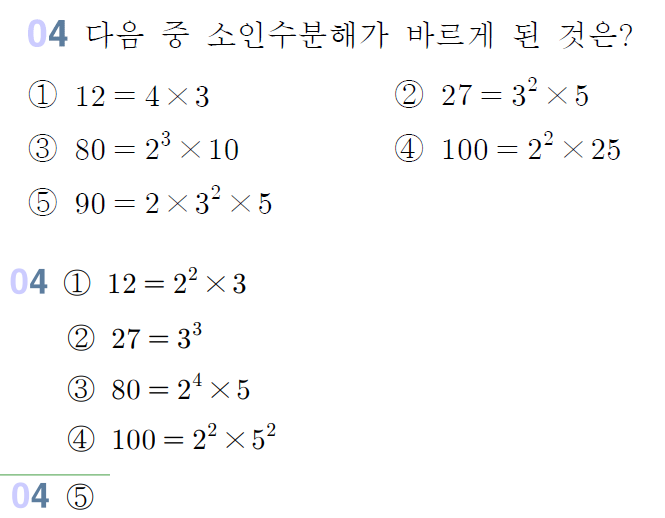 04 다음 중 소인수분해가 바르게 된 것은?
① 12 = 4 × 3 ② 27 = 3² × 5
③ 80 = 2³ × 10 ④ 100 = 2² × 25
⑤ 90 = 2 × 3² × 5
04 ① 12 = 2² × 3
② 27 = 3³
③ 80 = 2⁴ × 5
④ 100 = 2² × 5²
04 ⑤